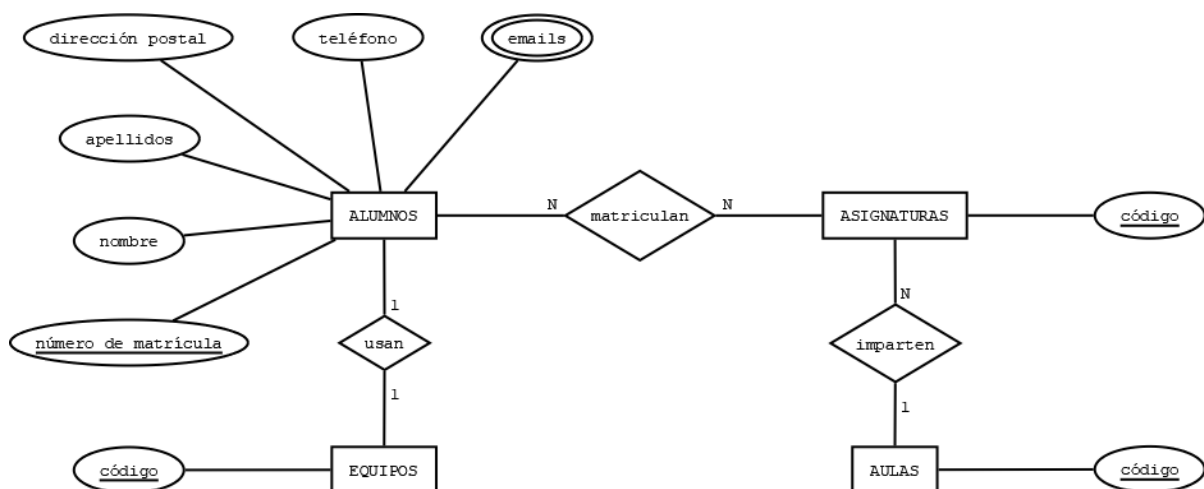 dirección postal
teléfono
emails
apellidos
ALUMNOS
N
matriculan
N
ASIGNATURAS
código
nombre
1
N
número de matrícula
usan
imparten
1
1
código
EQUIPOS
AULAS
código